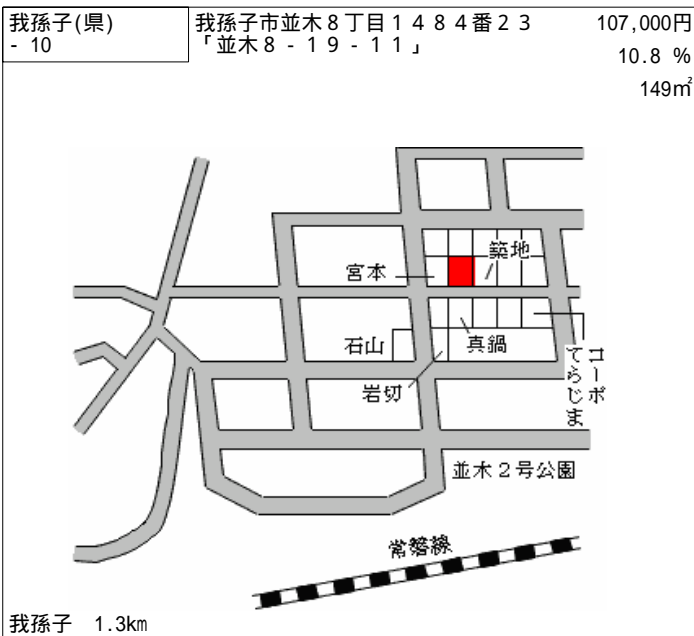 我孫子(県)
- 10
我孫子市並木８丁目１４８４番２３
「並木８－１９－１１」
107,000円
10.8 %
149㎡
築地
宮本
石山
真鍋
岩切
コーポ
てらじま
並木２号公園
常磐線
我孫子 1.3km